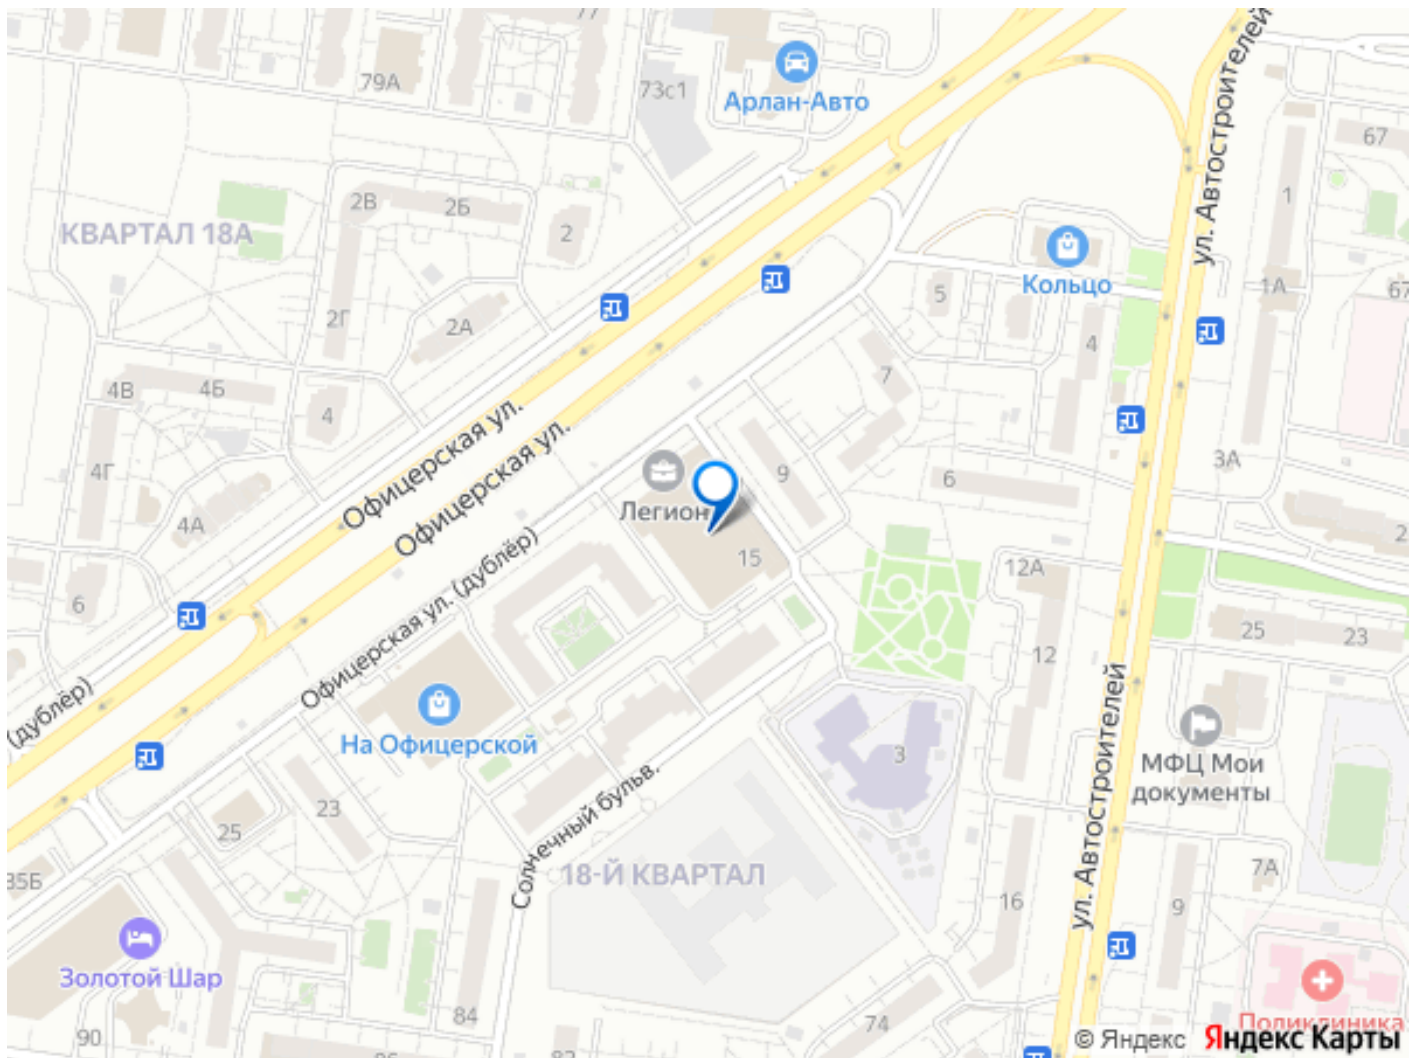 77
79А
73с1
Арлан-Авто
ул. Автостроителей
67
1
2В
2Б
2
КВАРТАЛ 18А
Кольцо
5
1А
67
2Г
2А
4
7
4В
4Б
4
Офицерская ул.
Офицерская ул.
4Г
3А
9
6
Легион
4А
15
2
12А
6
Офицерская ул. (дублёр)
25
23
12
(дублёр)
На Офицерской
3
МФЦ Мои
документы
ул. Автостроителей
23
25
Солнечный бульв.
18-Й КВАРТАЛ
35Б
7А
16
9
Золотой Шар
84
74
90
Поликлиника
© Яндекс Яндекс Карты